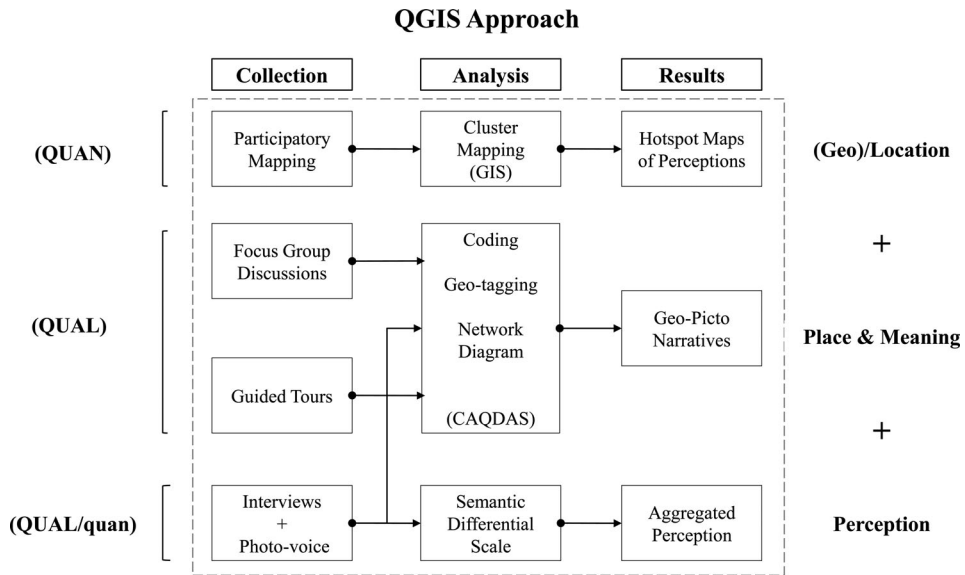 QGIS Approach
Collection
Analysis
Results
(QUAN)
Participatory
Mapping
Cluster
Mapping
(GIS)
Hotspot Maps
of Perceptions
(Geo)/Location
+
(QUAL)
Focus Group
Discussions
Guided Tours
Coding
Geo-tagging
Network
Diagram
(CAQDAS)
Geo-Picto
Narratives
Place & Meaning
+
(QUAL/quan)
Interviews
+
Photo-voice
Semantic
Differential
Scale
Aggregated
Perception
Perception